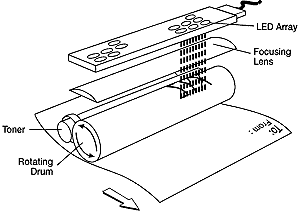 LED Array
Focusing
Lens
Toner
Rotating
Drum
To:
From: